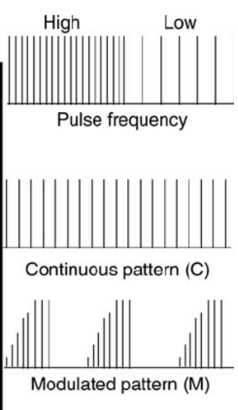 High Low
Pulse frequency
Continuous pattern (C)
Modulated pattern (M)